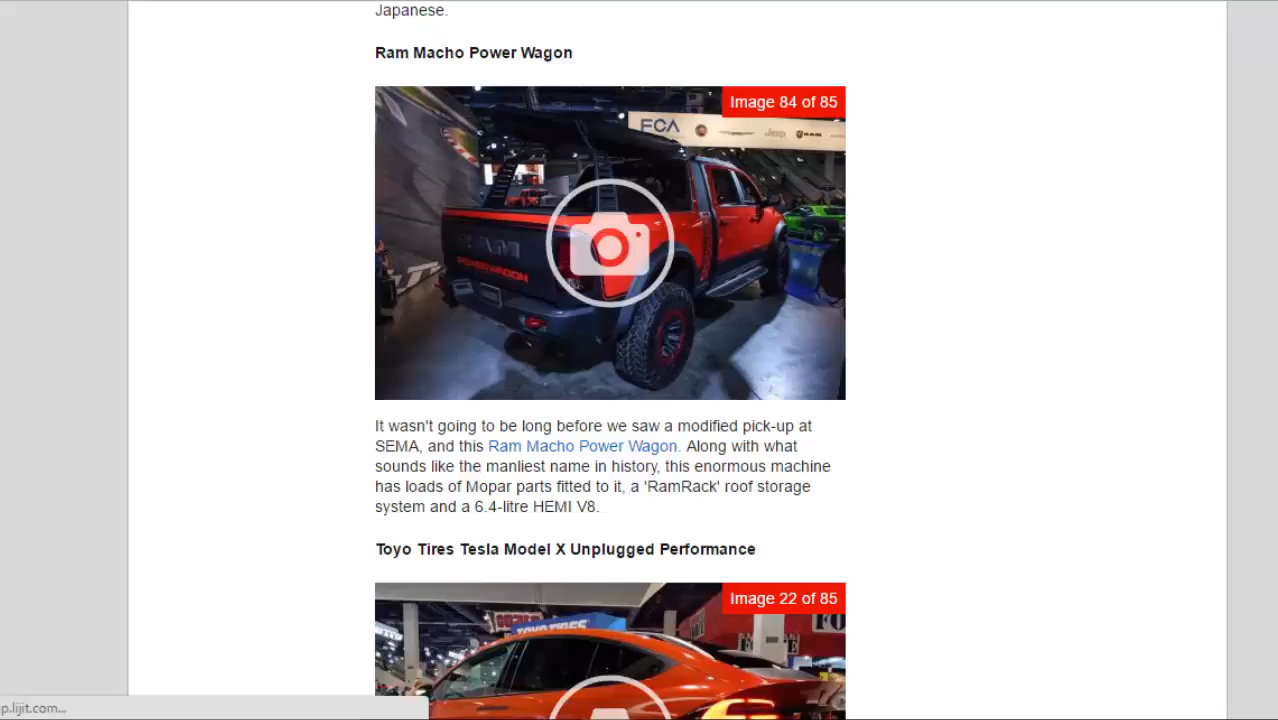 Japanese.
Ram Macho Power Wagon
Image 84 of 85
FCA
Jeep
RAM
RAM
POWER WAGON
It wasn't going to be long before we saw a modified pick-up at
SEMA, and this Ram Macho Power Wagon. Along with what
sounds like the manliest name in history, this enormous machine
has loads of Mopar parts fitted to it, a 'RamRack' roof storage
system and a 6.4-litre HEMI V8.
Toyo Tires Tesla Model X Unplugged Performance
Image 22 of 85
TOYO TIRES
p.lijit.com...